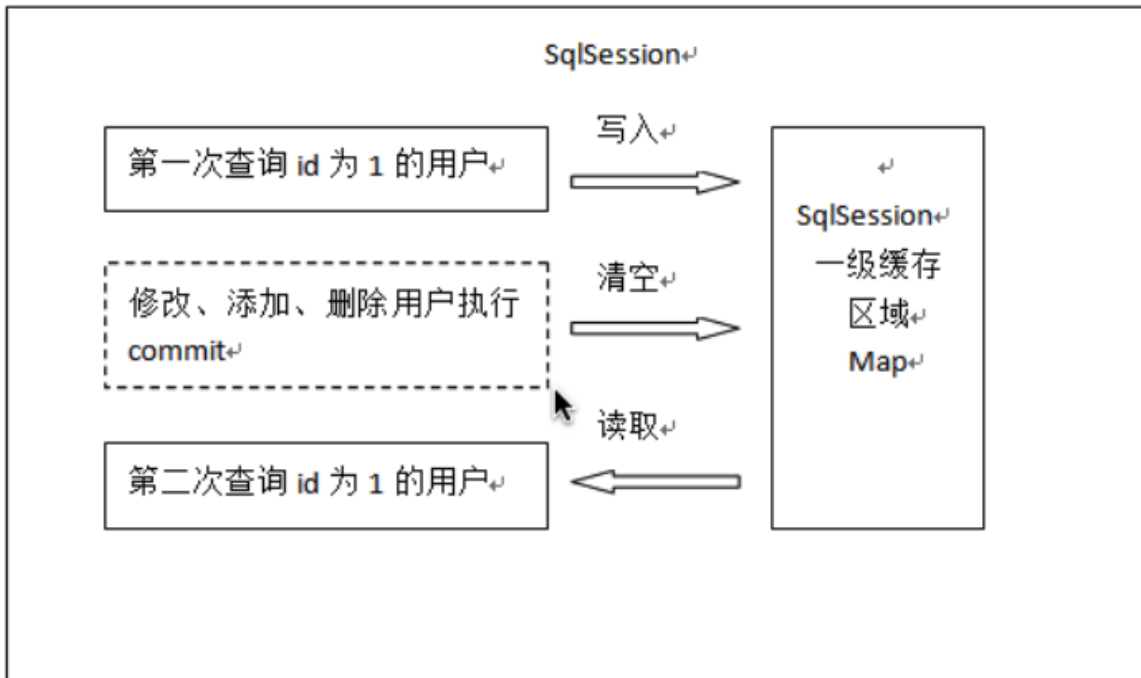 SqlSession
写入
第一次查询 id 为 1 的用户
SqlSession
一级缓存
区域
Map
清空
修改、添加、删除用户执行
commit
读取
第二次查询 id 为 1 的用户